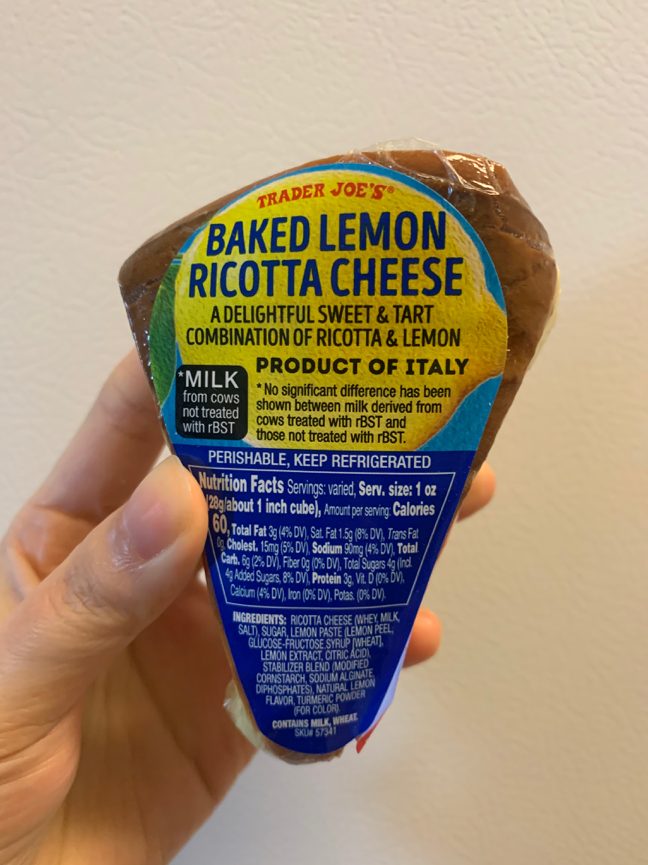 TRADER JOE'S®
BAKED LEMON
RICOTTA CHEESE
A DELIGHTFUL SWEET & TART
COMBINATION OF RICOTTA & LEMON
PRODUCT OF ITALY
*MILK
from cows
not treated
with rBST
* No significant difference has been
shown between milk derived from
cows treated with rBST and
those not treated with rBST.
PERISHABLE, KEEP REFRIGERATED
Nutrition Facts Servings: varied, Serv. size: 1 oz
(28g/about 1 inch cube), Amount per serving: Calories
60, Total Fat 3g (4% DV), Sat. Fat 1.5g (8% DV), Trans Fat
0g, Cholest. 15mg (5% DV), Sodium 90mg (4% DV), Total
Carb. 6g (2% DV), Fiber 0g (0% DV), Total Sugars 4g (Incl.
4g Added Sugars, 8% DV), Protein 3g, Vit. D (0% DV),
Calcium (4% DV), Iron (0% DV), Potas. (0% DV).
INGREDIENTS: RICOTTA CHEESE (WHEY, MILK,
SALT), SUGAR, LEMON PASTE (LEMON PEEL,
GLUCOSE-FRUCTOSE SYRUP [WHEAT],
LEMON EXTRACT, CITRIC ACID),
STABILIZER BLEND (MODIFIED
CORNSTARCH, SODIUM ALGINATE,
DIPHOSPHATES), NATURAL LEMON
FLAVOR, TURMERIC POWDER
(FOR COLOR).
CONTAINS MILK, WHEAT.
SKU# 57341